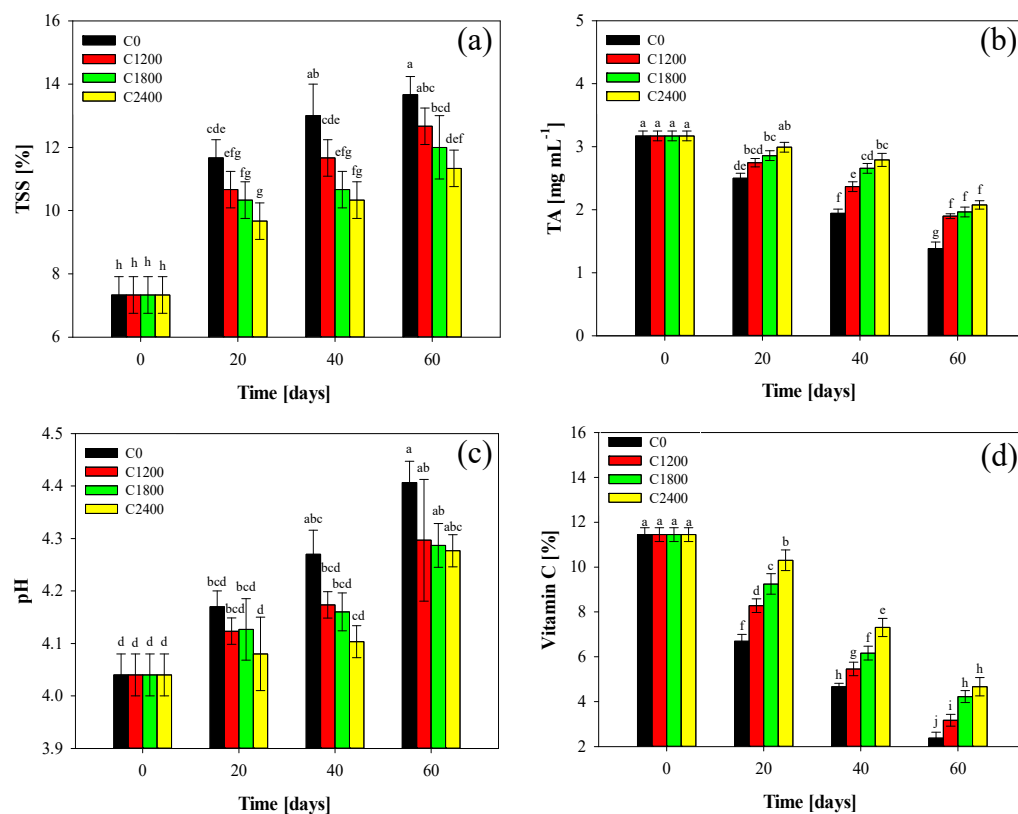 (a)
C0
C1200
C1800
C2400
TSS [%]
16
14
12
10
8
6
h h h h
cde efg fg g
ab cde efg fg
a abc bcd def
0 20 40 60
Time [days]
(b)
C0
C1200
C1800
C2400
TA [mg mL⁻¹]
5
4
3
2
1
0
a a a a
de bcd bc ab
f e cd bc
g f f f
0 20 40 60
Time [days]
(c)
C0
C1200
C1800
C2400
pH
4.5
4.4
4.3
4.2
4.1
4.0
3.9
d d d d
bcd bcd bcd d
abc bcd bcd cd
a ab ab abc
0 20 40 60
Time [days]
(d)
C0
C1200
C1800
C2400
Vitamin C [%]
16
14
12
10
8
6
4
2
a a a a
f d c b
h g f e
j i h h
0 20 40 60
Time [days]